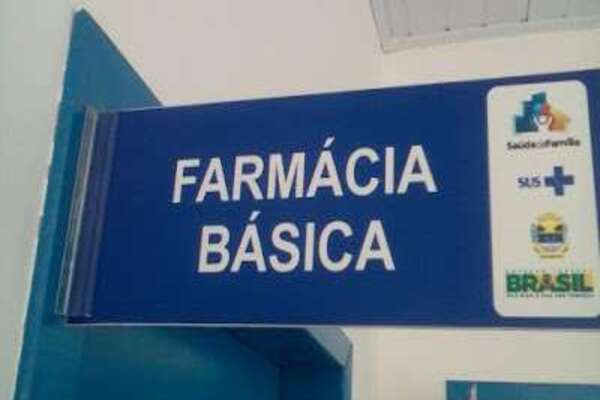 FARMÁCIA
BÁSICA
Saúde da Família
SUS
BRASIL